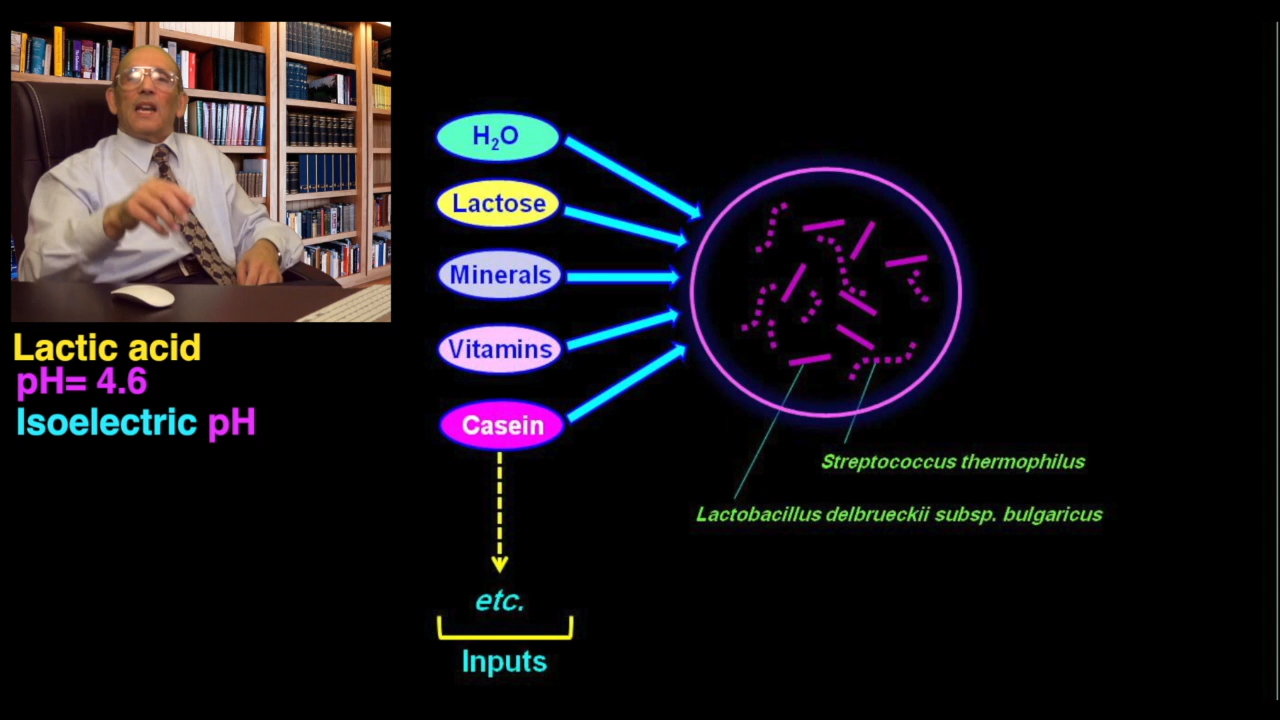 Lactic acid
pH= 4.6
Isoelectric pH
H₂O
Lactose
Minerals
Vitamins
Casein
etc.
Inputs
Streptococcus thermophilus
Lactobacillus delbrueckii subsp. bulgaricus